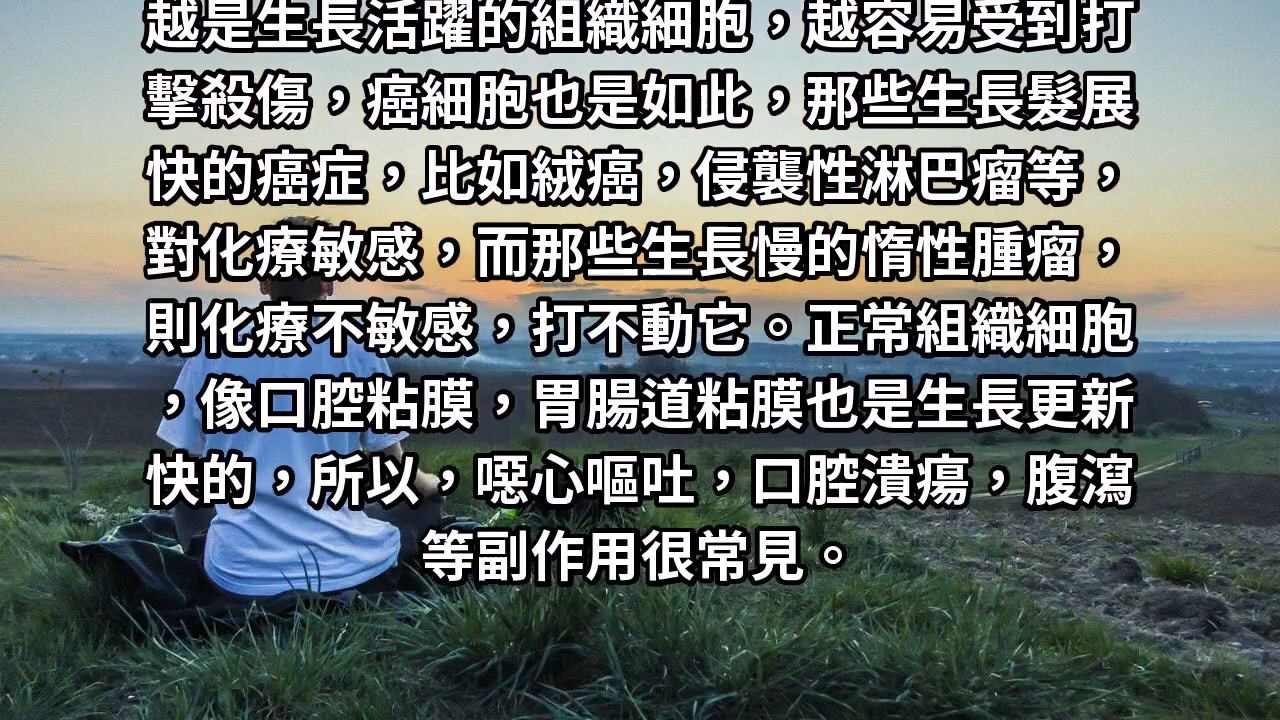 越是生長活躍的組織細胞，越容易受到打
擊殺傷，癌細胞也是如此，那些生長髮展
快的癌症，比如絨癌，侵襲性淋巴瘤等，
對化療敏感，而那些生長慢的惰性腫瘤，
則化療不敏感，打不動它。正常組織細胞
，像口腔粘膜，胃腸道粘膜也是生長更新
快的，所以，噁心嘔吐，口腔潰瘍，腹瀉
等副作用很常見。